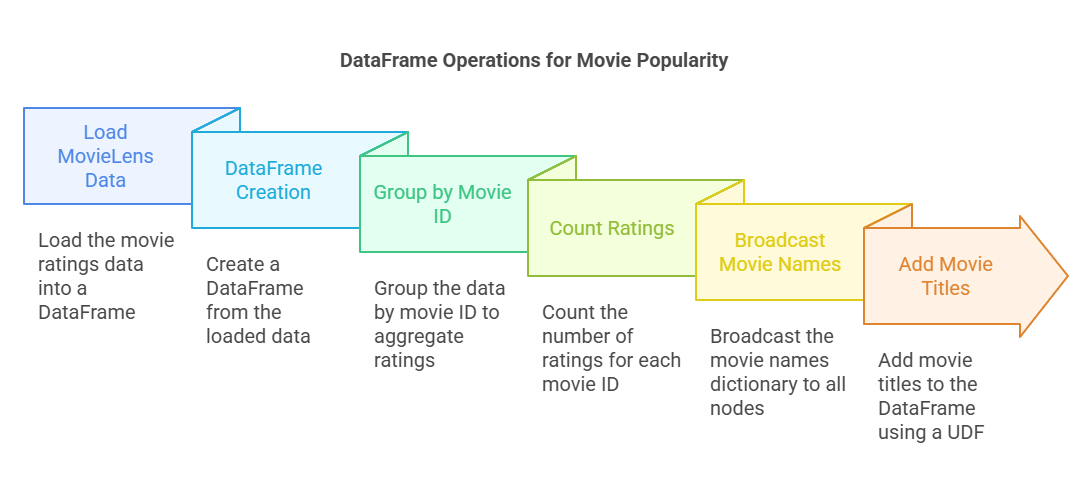 DataFrame Operations for Movie Popularity
Load
MovieLens
Data
Load the movie
ratings data
into a
DataFrame
DataFrame
Creation
Create a
DataFrame
from the
loaded data
Group by Movie
ID
Group the data
by movie ID to
aggregate
ratings
Count Ratings
Count the
number of
ratings for each
movie ID
Broadcast
Movie Names
Broadcast the
movie names
dictionary to all
nodes
Add Movie
Titles
Add movie
titles to the
DataFrame
using a UDF